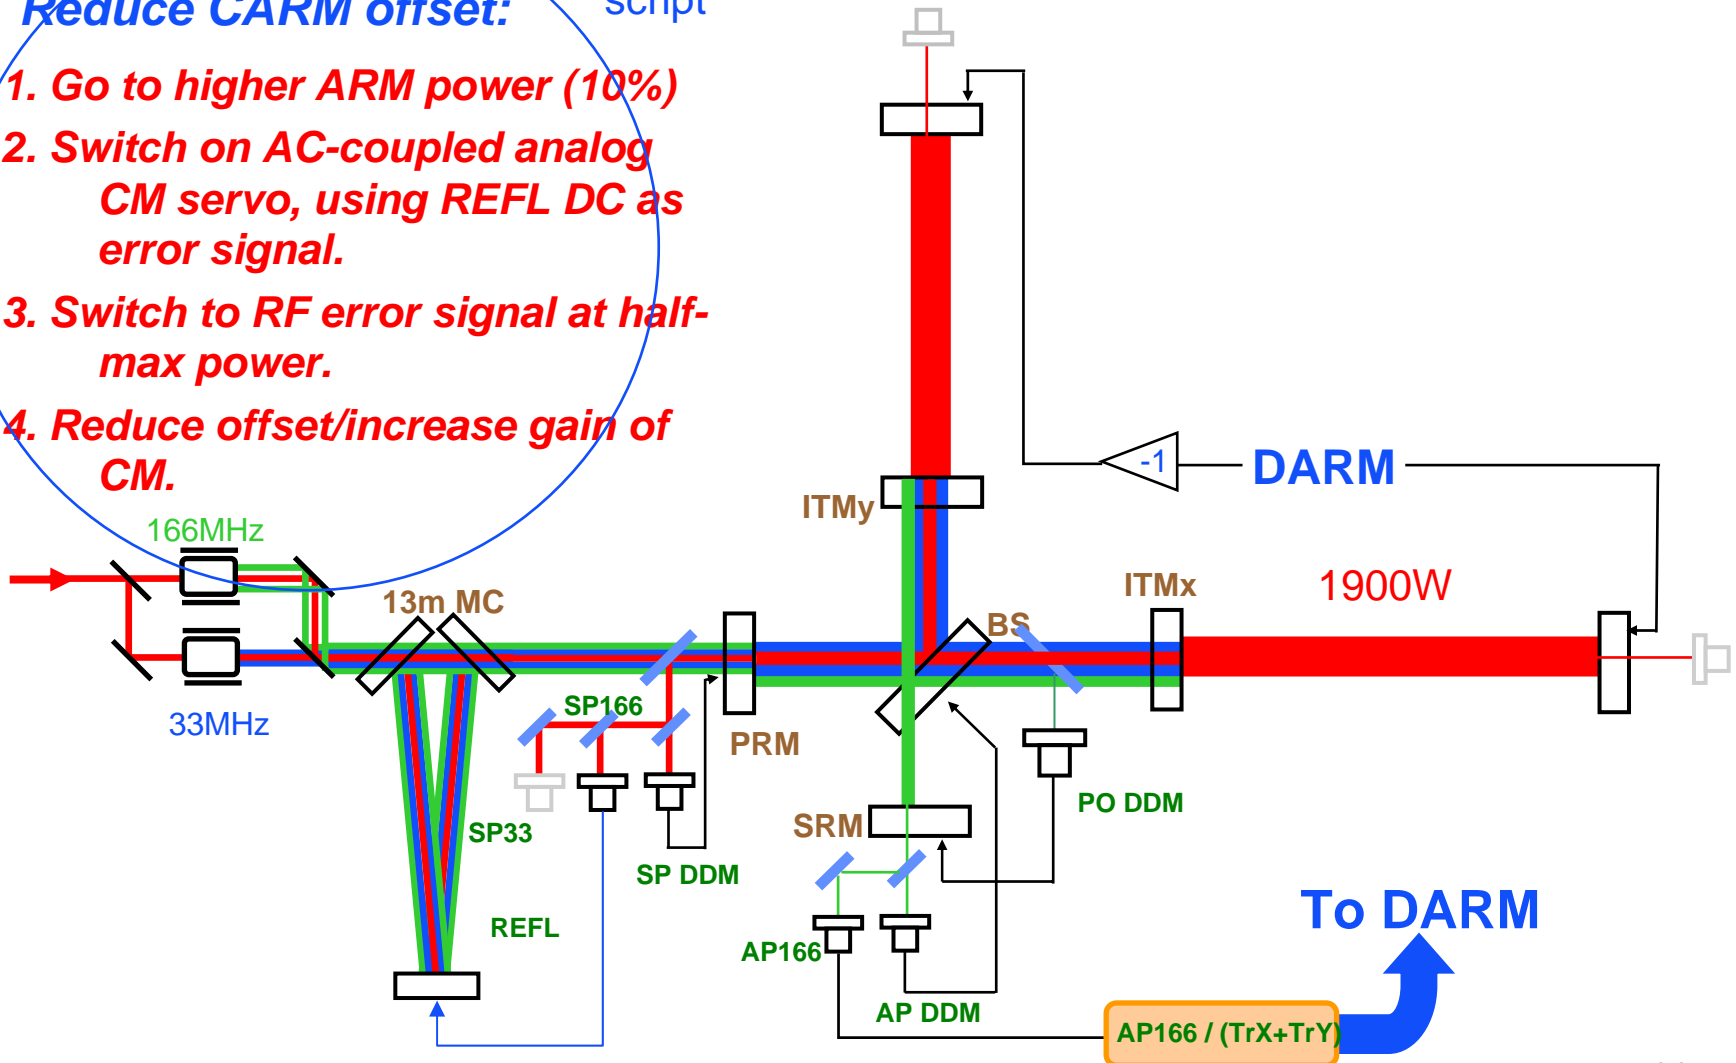 Reduce CARM offset:
script
1. Go to higher ARM power (10%)
2. Switch on AC-coupled analog
CM servo, using REFL DC as
error signal.
3. Switch to RF error signal at half-
max power.
4. Reduce offset/increase gain of
CM.
-1
DARM
ITMy
166MHz
ITMx
1900W
13m MC
BS
SP166
33MHz
PRM
PO DDM
SRM
SP33
SP DDM
To DARM
REFL
AP166
AP DDM
AP166 / (TrX+TrY)